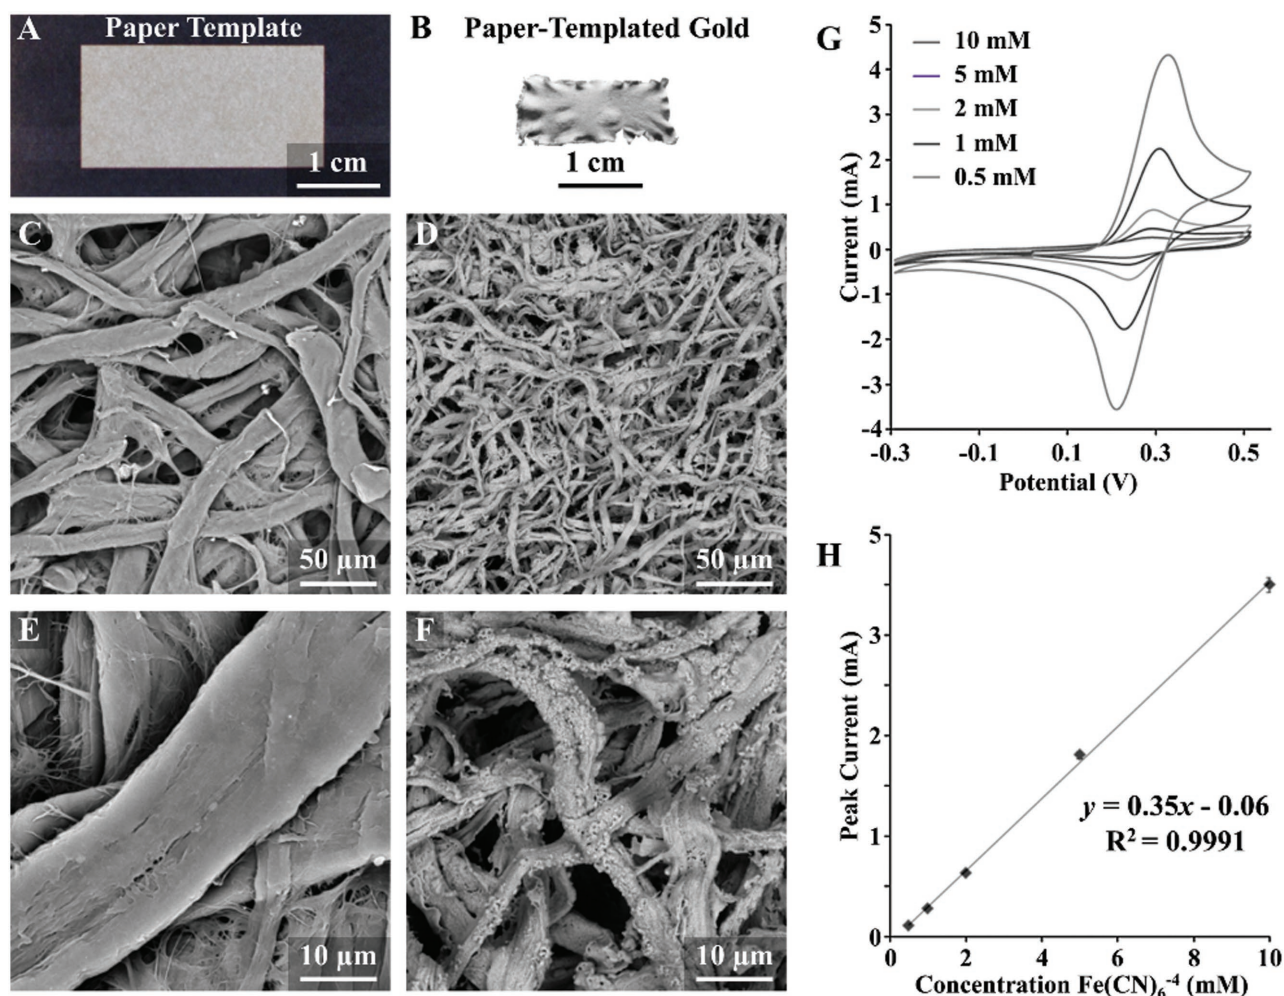 A
Paper Template
1 cm
B
Paper-Templated Gold
1 cm
C
50 µm
D
50 µm
E
10 µm
F
10 µm
G
5
4
3
2
1
0
-1
-2
-3
-4
Current (mA)
10 mM
5 mM
2 mM
1 mM
0.5 mM
-0.3 -0.1 0.1 0.3 0.5
Potential (V)
H
5
3
2
1
0
Peak Current (mA)
y = 0.35x - 0.06
R² = 0.9991
0 2 4 6 8 10
Concentration Fe(CN)₆⁻⁴ (mM)